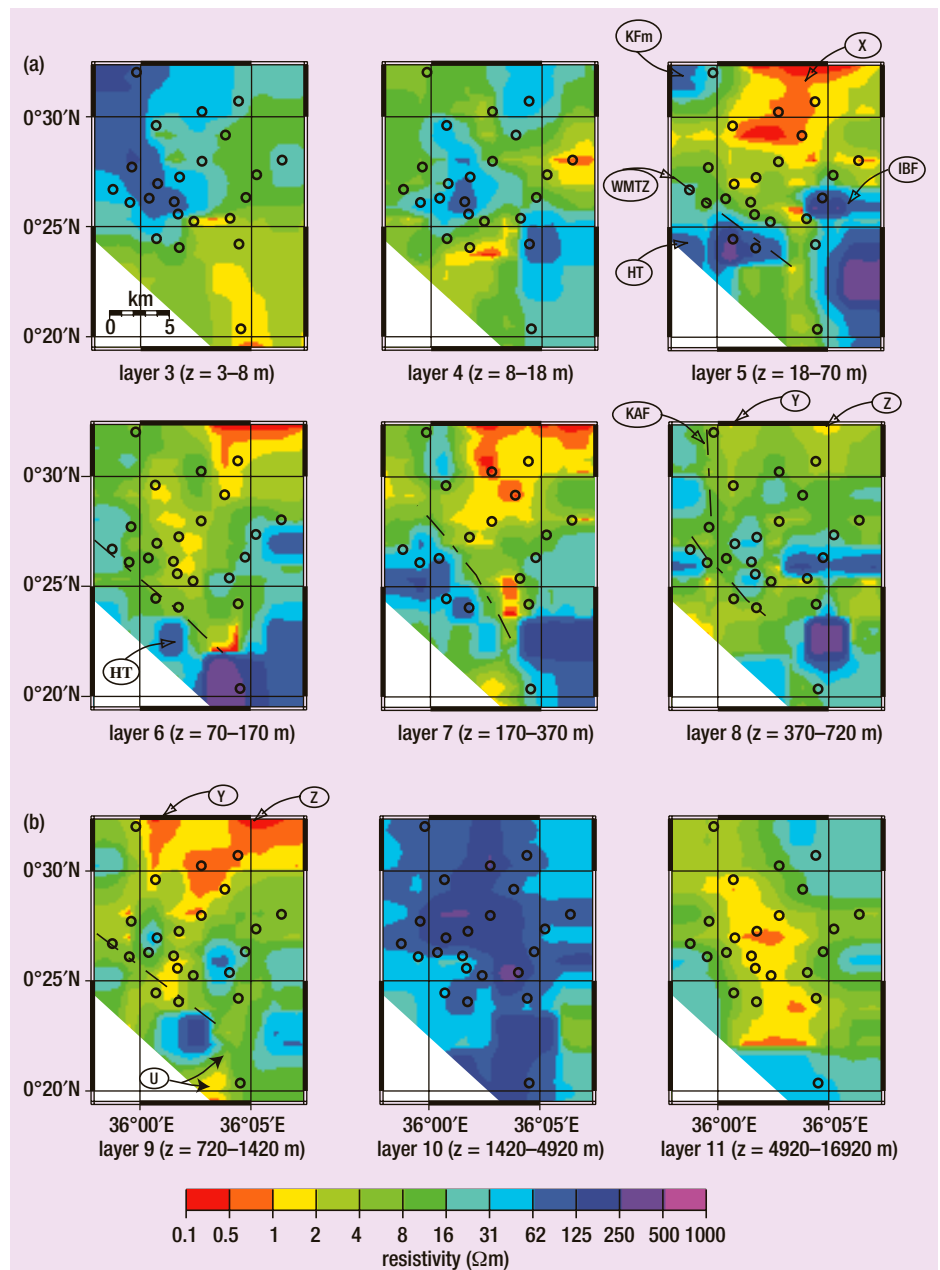 (a)
KFm
X
0°30′N
0°25′N
0°20′N
km
0 5
WMTZ
HT
IBF
layer 3 (z = 3–8 m)
layer 4 (z = 8–18 m)
layer 5 (z = 18–70 m)
KAF
Y
Z
0°30′N
0°25′N
0°20′N
HT
layer 6 (z = 70–170 m)
layer 7 (z = 170–370 m)
layer 8 (z = 370–720 m)
(b)
Y
Z
0°30′N
0°25′N
0°20′N
U
36°00′E 36°05′E
36°00′E 36°05′E
36°00′E 36°05′E
layer 9 (z = 720–1420 m)
layer 10 (z = 1420–4920 m)
layer 11 (z = 4920–16920 m)
0.1 0.5 1 2 4 8 16 31 62 125 250 500 1000
resistivity (Ωm)